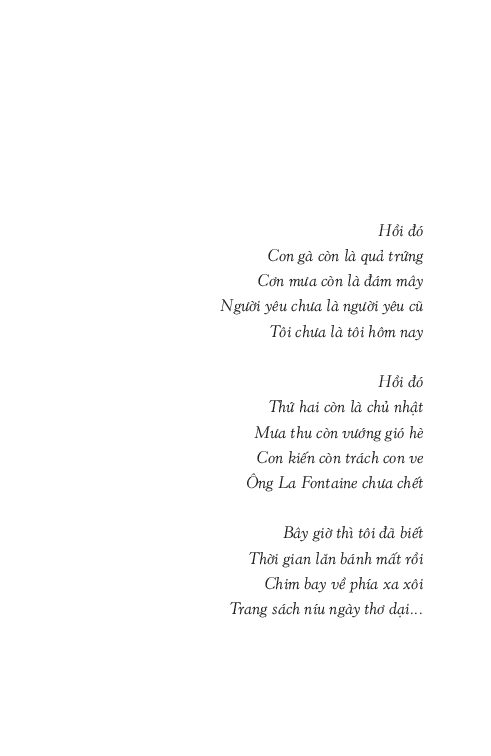 Hồi đó
Con gà còn là quả trứng
Cơn mưa còn là đám mây
Người yêu chưa là người yêu cũ
Tôi chưa là tôi hôm nay
Hồi đó
Thứ hai còn là chủ nhật
Mưa thu còn vướng gió hè
Con kiến còn trách con ve
Ông La Fontaine chưa chết
Bây giờ thì tôi đã biết
Thời gian lăn bánh mất rồi
Chim bay về phía xa xôi
Trang sách níu ngày thơ dại...